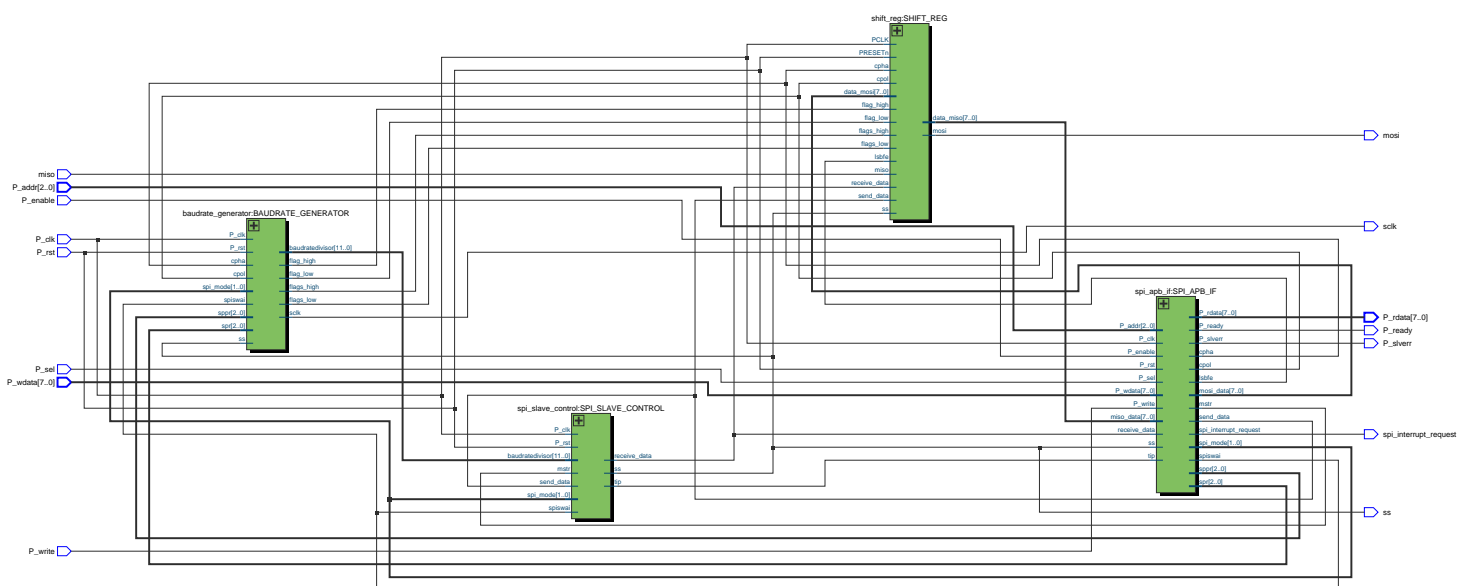 shift_reg:SHIFT_REG
PCLK
PRESETn
cpha
cpol
data_mosi[7..0]
flag_high
flag_low
flags_high
flags_low
lsbfe
miso
receive_data
send_data
ss
data_miso[7..0]
mosi
miso
P_addr[2..0]
P_enable
P_clk
P_rst
P_sel
P_wdata[7..0]
P_write
baudrate_generator:BAUDRATE_GENERATOR
P_clk
P_rst
cpha
cpol
spi_mode[1..0]
spiswai
sppr[2..0]
spr[2..0]
ss
baudratedivisor[11..0]
flag_high
flag_low
flags_high
flags_low
sclk
spi_slave_control:SPI_SLAVE_CONTROL
P_clk
P_rst
baudratedivisor[11..0]
mstr
send_data
spi_mode[1..0]
spiswai
receive_data
ss
tip
spi_apb_if:SPI_APB_IF
P_addr[2..0]
P_clk
P_enable
P_rst
P_sel
P_wdata[7..0]
P_write
miso_data[7..0]
receive_data
ss
tip
P_rdata[7..0]
P_ready
P_slverr
cpha
cpol
lsbfe
mosi_data[7..0]
mstr
send_data
spi_interrupt_request
spi_mode[1..0]
spiswai
sppr[2..0]
spr[2..0]
mosi
sclk
P_rdata[7..0]
P_ready
P_slverr
spi_interrupt_request
ss